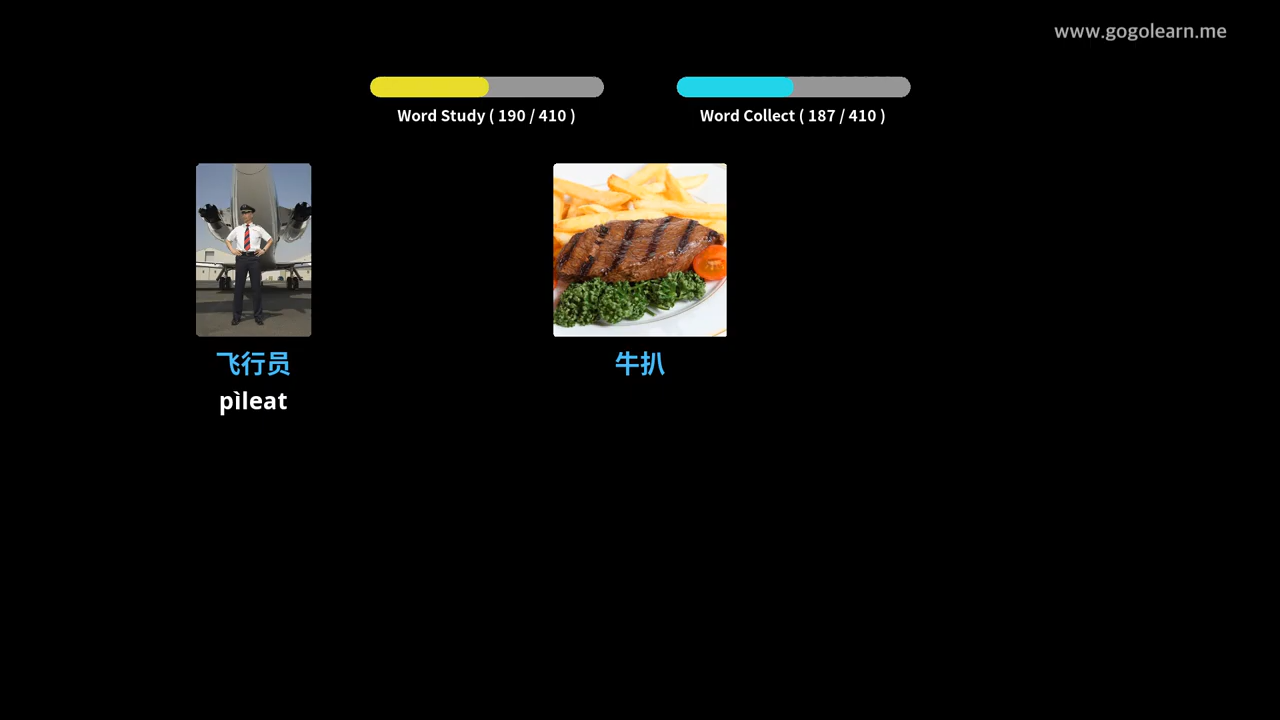 www.gogolearn.me
Word Study ( 190 / 410 )
Word Collect ( 187 / 410 )
飞行员
pìleat
牛扒